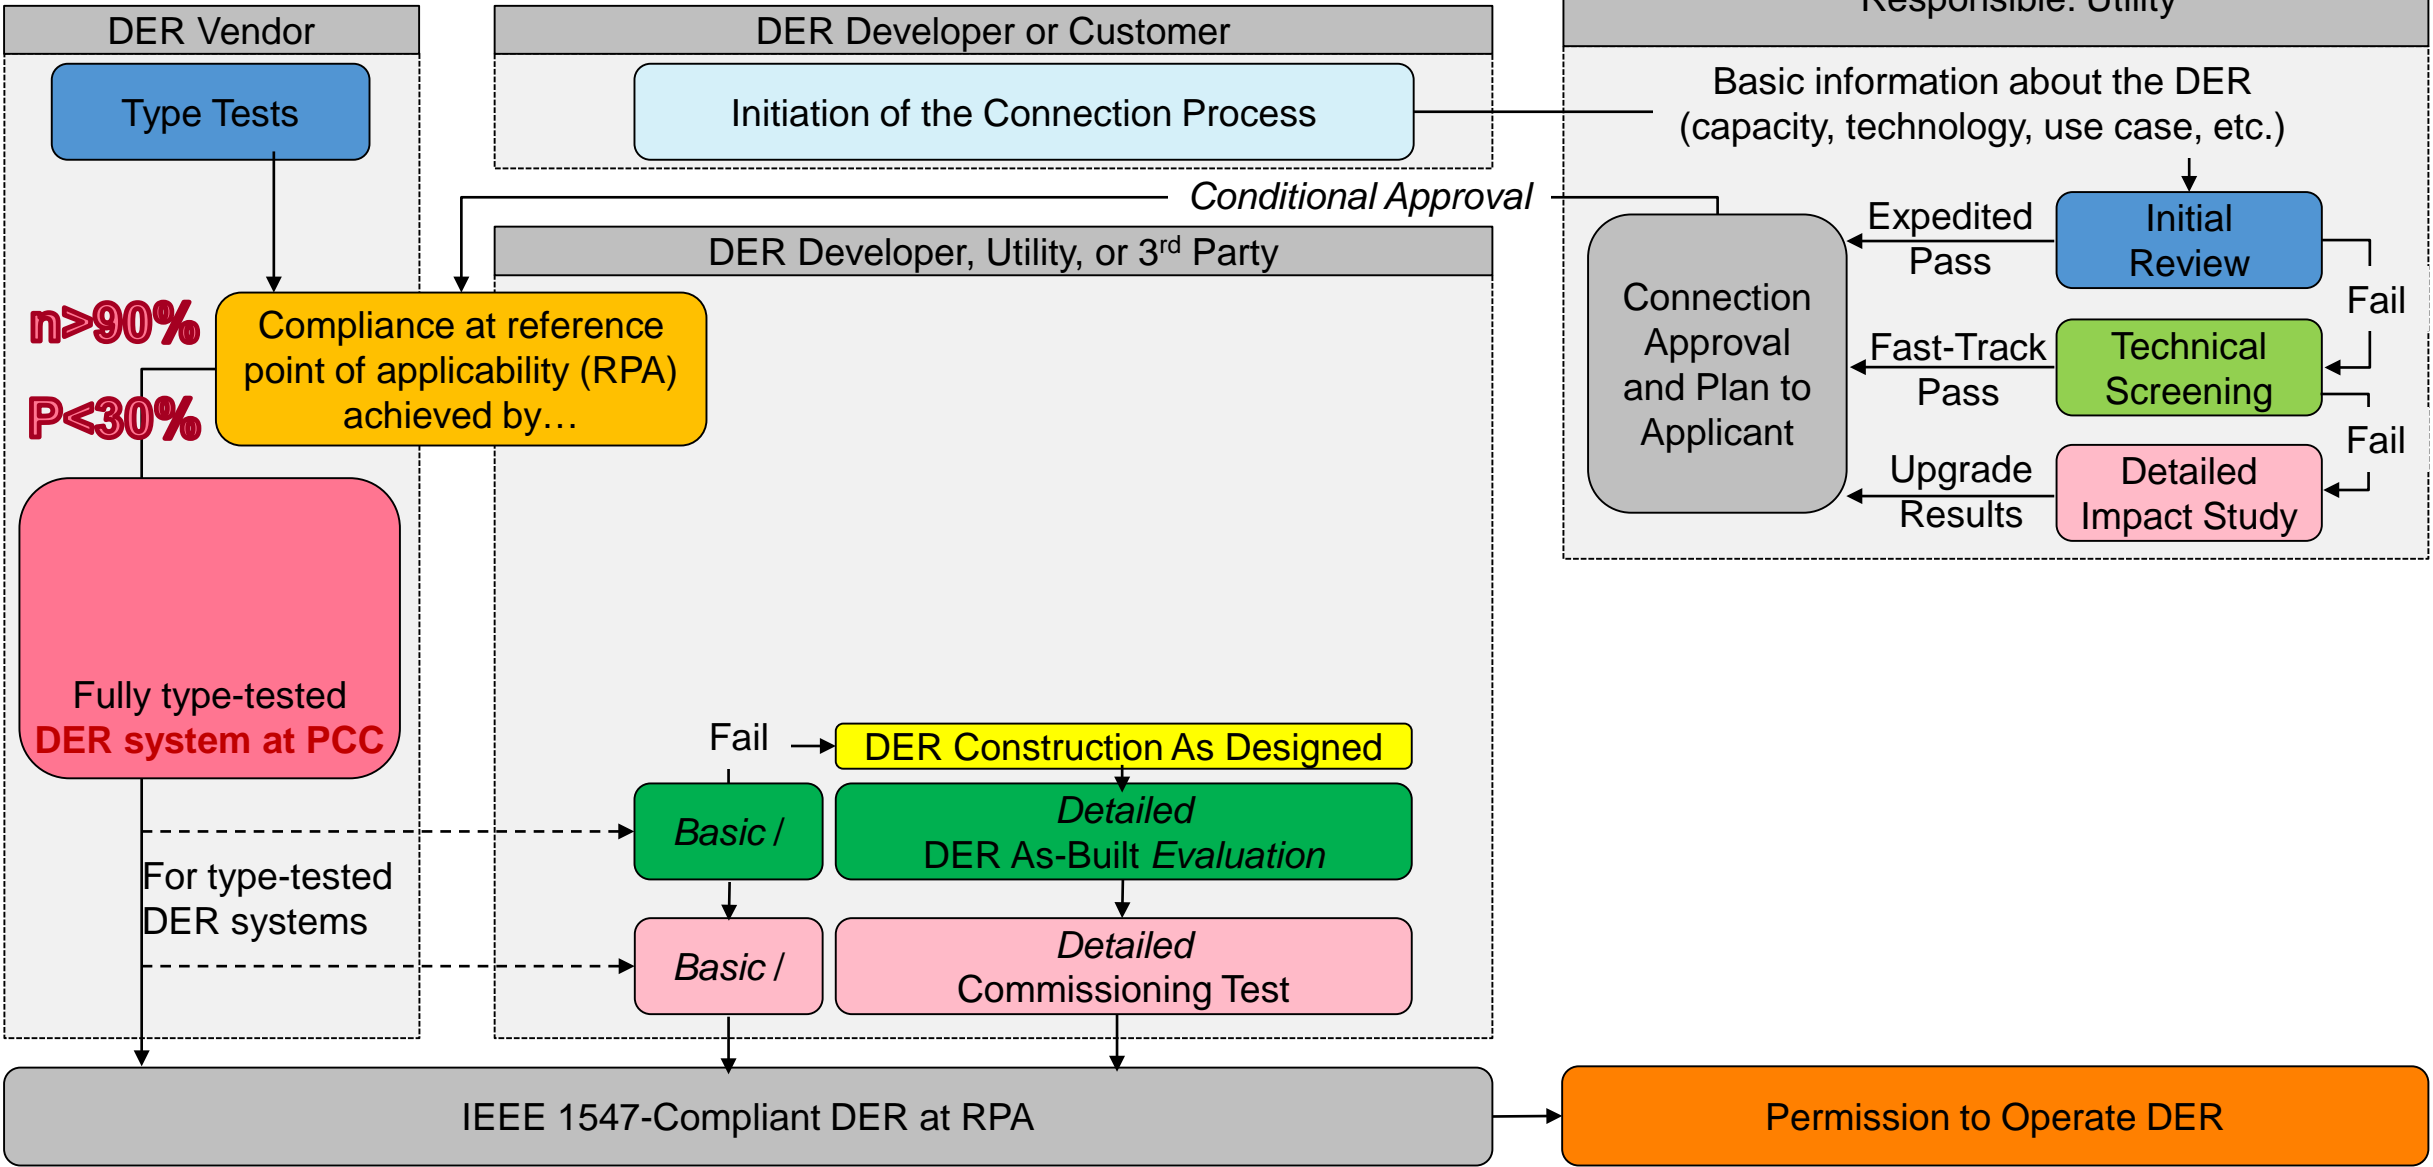 DER Vendor
DER Developer or Customer
Responsible: Utility
Type Tests
Initiation of the Connection Process
Basic information about the DER
(capacity, technology, use case, etc.)
Conditional Approval
Expedited
Pass
Initial
Review
Fail
DER Developer, Utility, or 3rd Party
n>90%
P<30%
Compliance at reference
point of applicability (RPA)
achieved by…
Connection
Approval
and Plan to
Applicant
Fast-Track
Pass
Technical
Screening
Fail
Upgrade
Results
Detailed
Impact Study
Fully type-tested
DER system at PCC
Fail
DER Construction As Designed
Basic /
Detailed
DER As-Built Evaluation
For type-tested
DER systems
Basic /
Detailed
Commissioning Test
IEEE 1547-Compliant DER at RPA
Permission to Operate DER